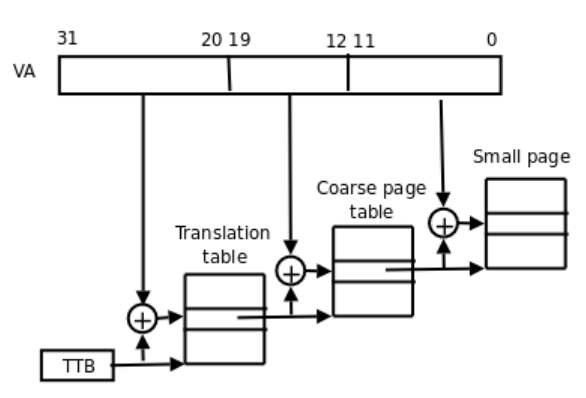 31 20 19 12 11 0
VA
Small page
Coarse page
table
Translation
table
TTB